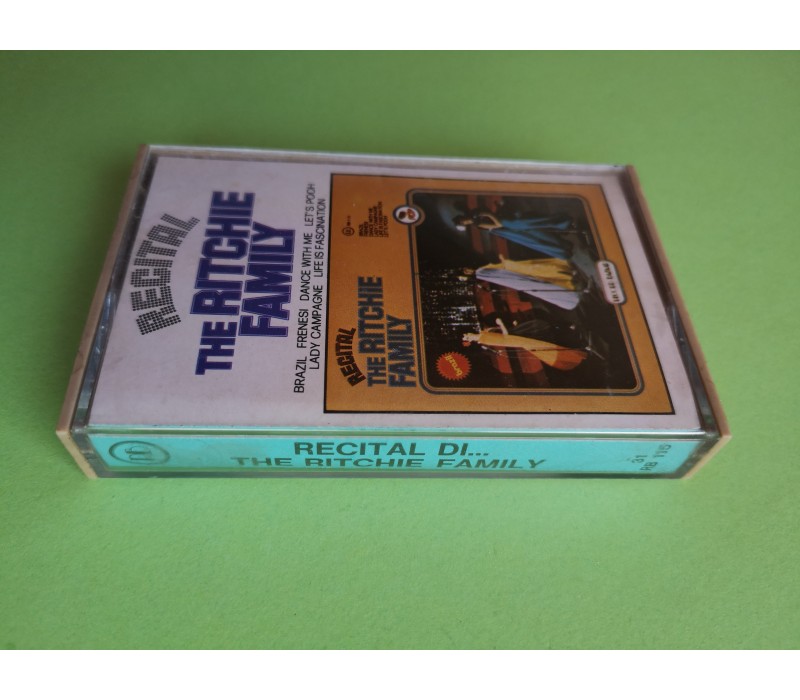 RECITAL
THE RITCHIE
FAMILY
BRAZIL FRENESI DANCE WITH ME LET'S POOH
LADY CAMPAGNE LIFE IS FASCINATION
RECITAL
THE RITCHIE
FAMILY
brazil
RECITAL DI...
THE RITCHIE FAMILY